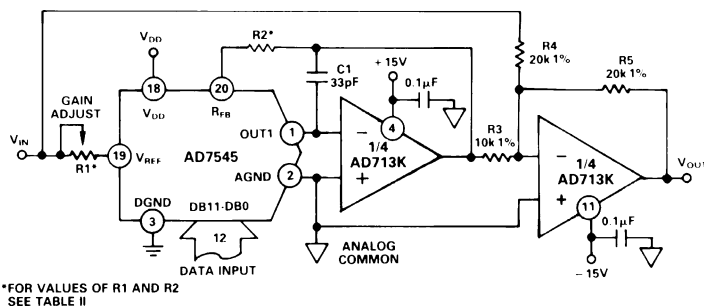 R2*
R4
20k 1%
R5
20k 1%
VDD
C1
33pF
+15V
0.1µF
GAIN
ADJUST
18
VDD
20
RFB
4
VIN
R1*
19
VREF
AD7545
OUT1
1
1/4
AD713K
R3
10k 1%
1/4
AD713K
VOUT
AGND
2
DGND
3
DB11-DB0
12
DATA INPUT
ANALOG
COMMON
11
0.1µF
-15V
*FOR VALUES OF R1 AND R2
SEE TABLE II